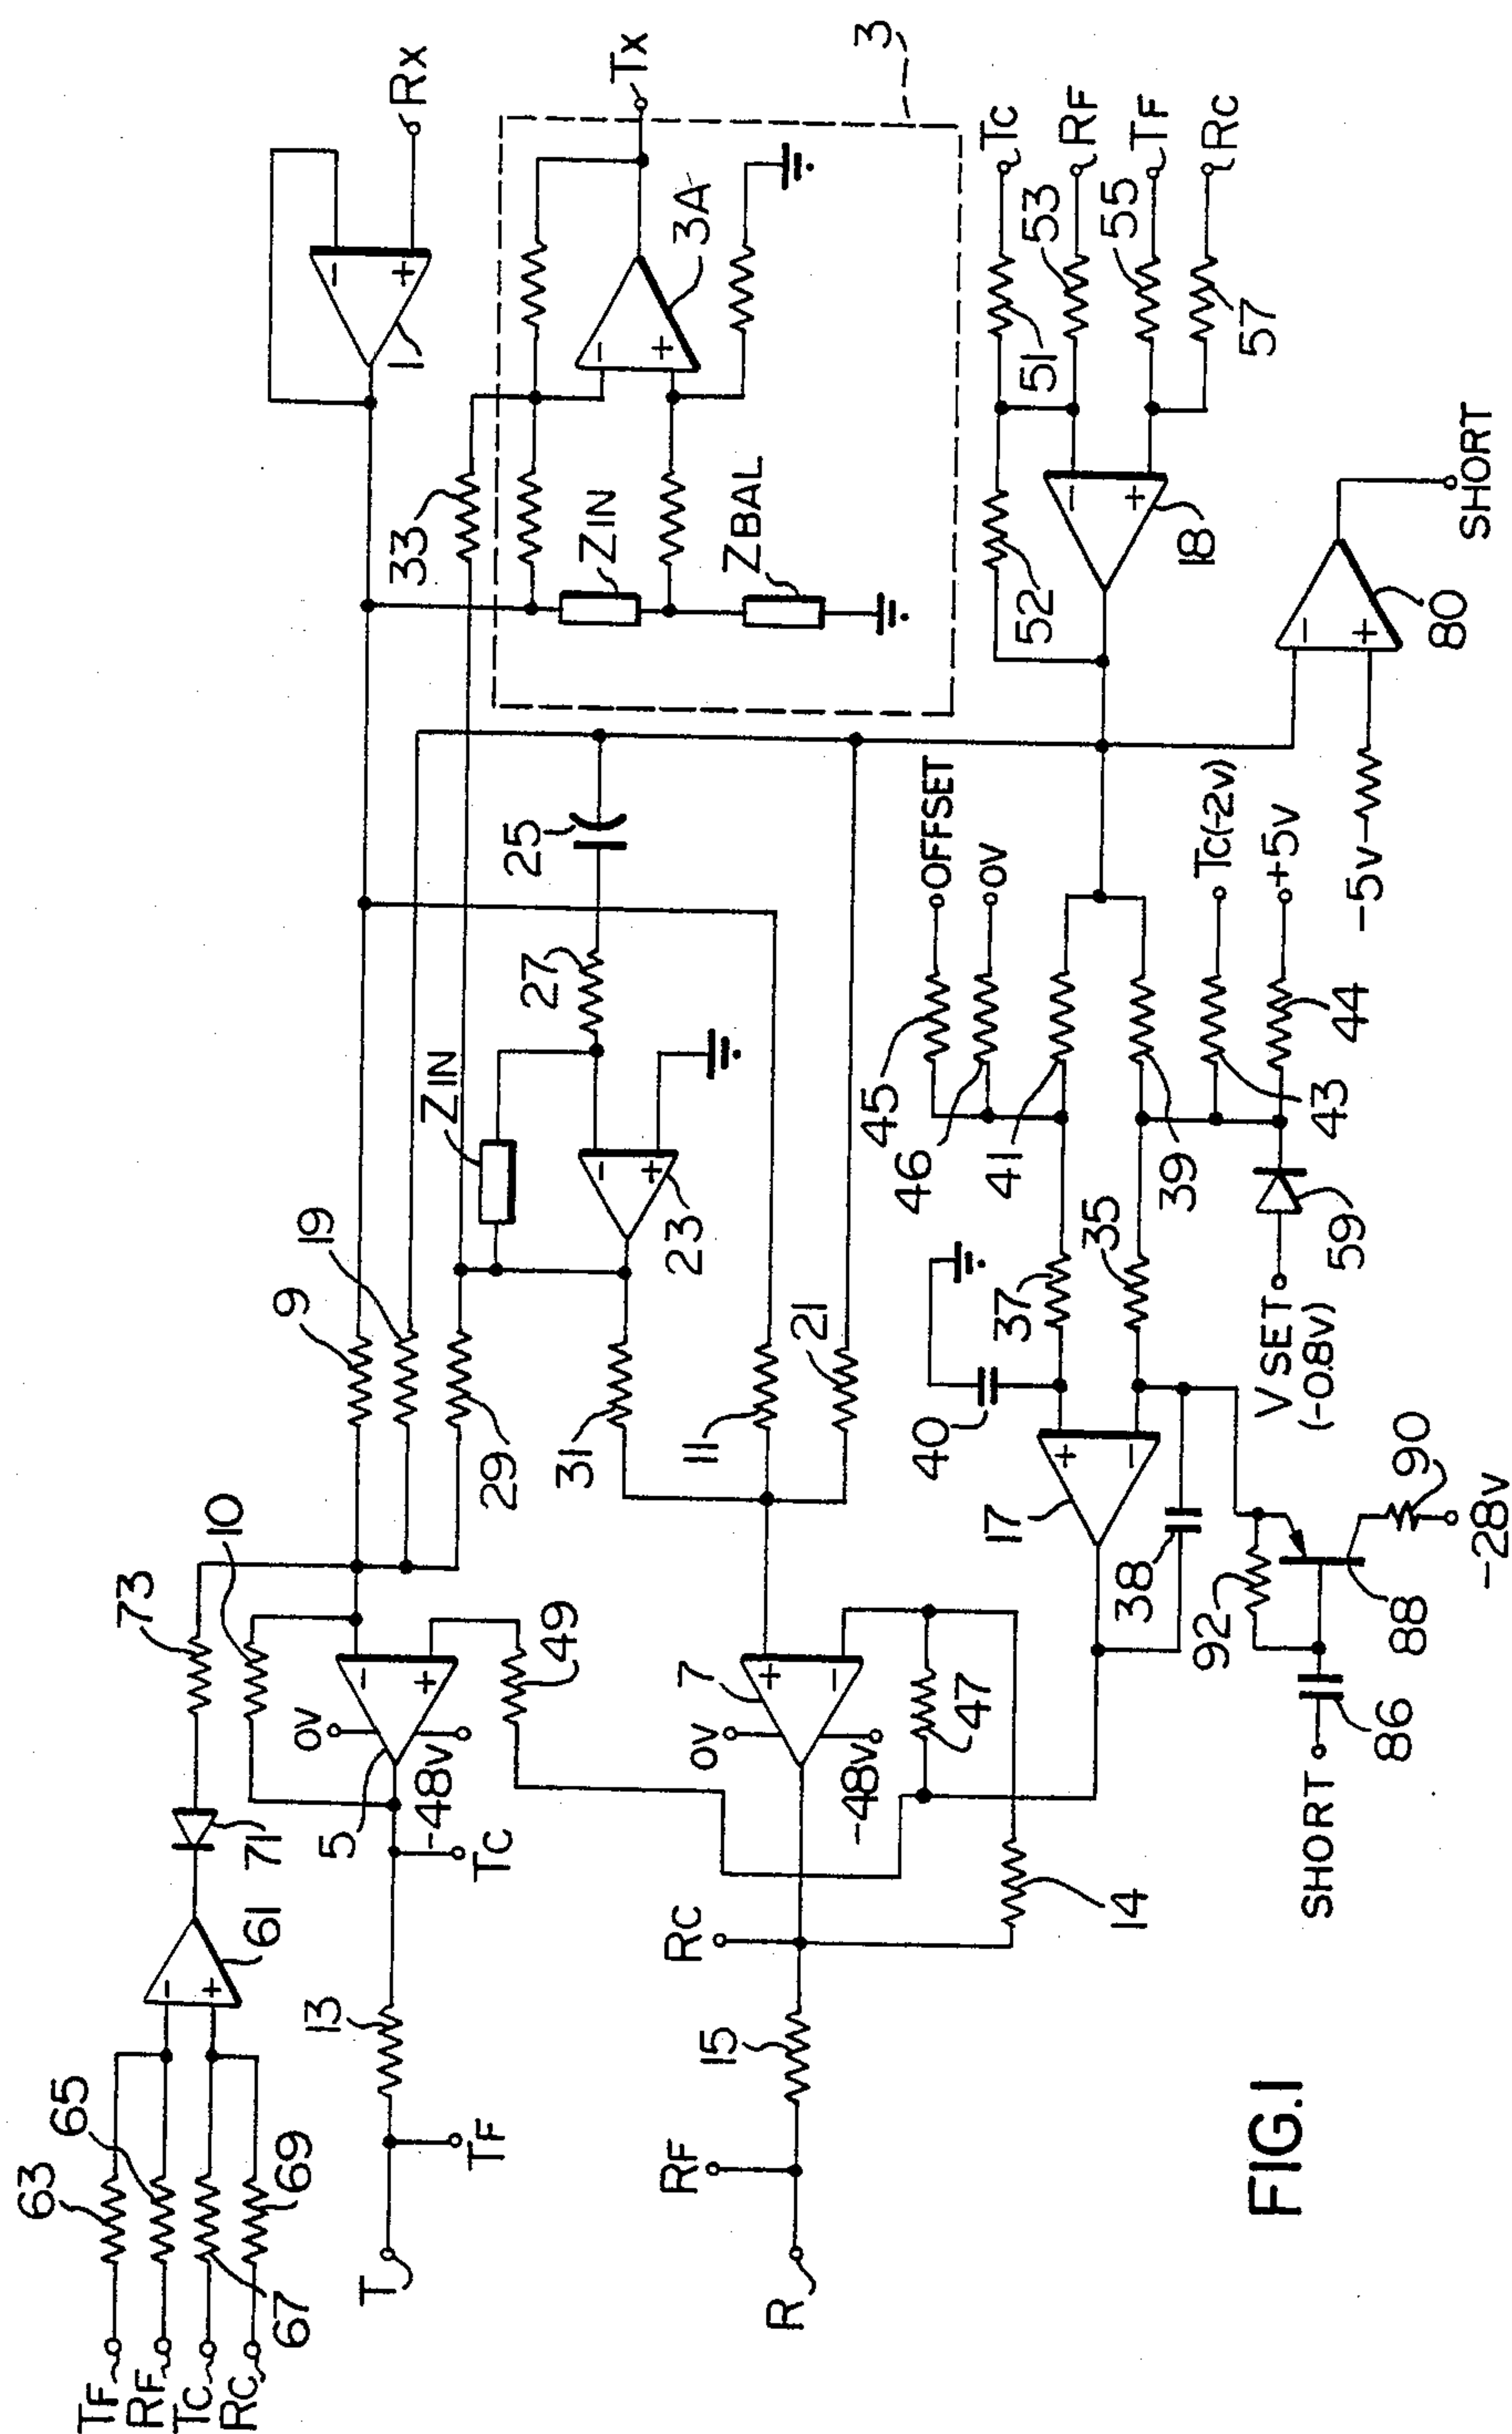 Rx
1
Tx
3
33
ZIN
3A
ZBAL
TC
RF
TF
RC
51
53
55
57
52
18
SHORT
80
-5V
25
27
ZIN
23
OFFSET
0V
45
46
41
39
TC(-2V)
+5V
43
44
9
19
29
31
11
21
37
35
40
59
V SET
(-0.8V)
17
38
92
90
-28V
88
86
SHORT
73
10
49
0V
-48V
5
71
TC
7
0V
-48V
47
14
61
13
RC
15
63
65
67
69
TF
RF
TC
RC
T
TF
RF
R
FIG.1